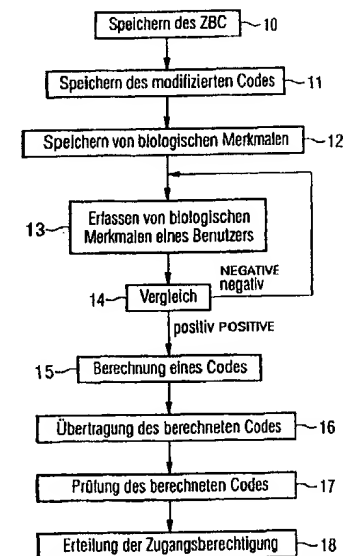 Speichern des ZBC 10
Speichern des modifizierten Codes 11
Speichern von biologischen Merkmalen 12
13 Erfassen von biologischen
Merkmalen eines Benutzers
NEGATIVE
14 Vergleich negativ
positiv POSITIVE
15 Berechnung eines Codes
Übertragung des berechneten Codes 16
Prüfung des berechneten Codes 17
Erteilung der Zugangsberechtigung 18